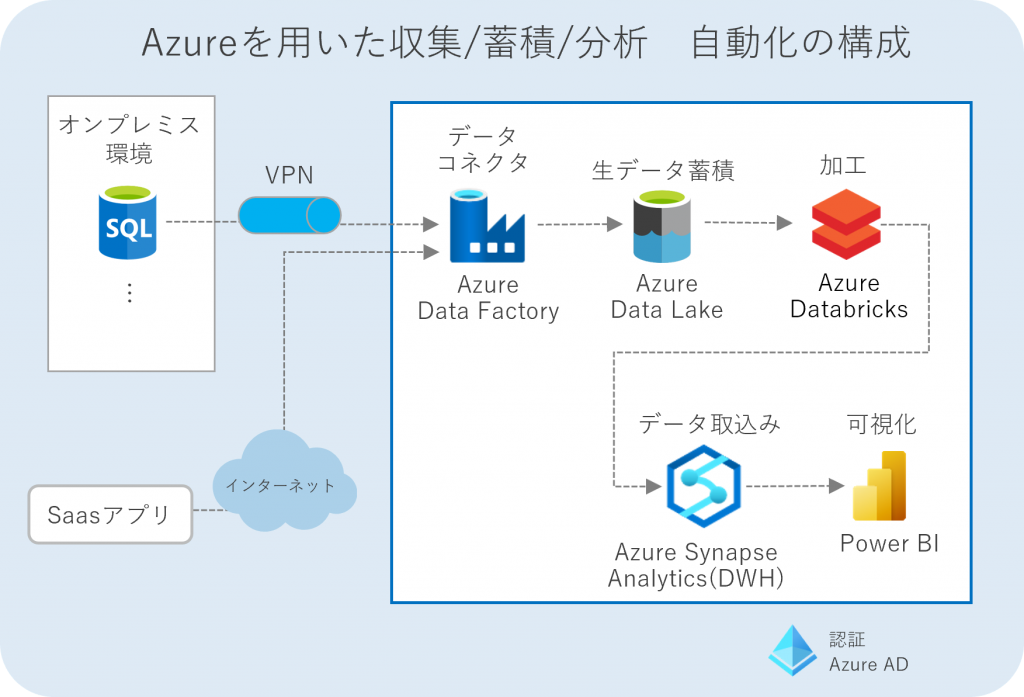 Azureを用いた収集/蓄積/分析　自動化の構成
オンプレミス
環境
SQL
⋮
VPN
データ
コネクタ
Azure
Data Factory
生データ蓄積
Azure
Data Lake
加工
Azure
Databricks
インターネット
Saasアプリ
データ取込み
Azure Synapse
Analytics(DWH)
可視化
Power BI
認証
Azure AD